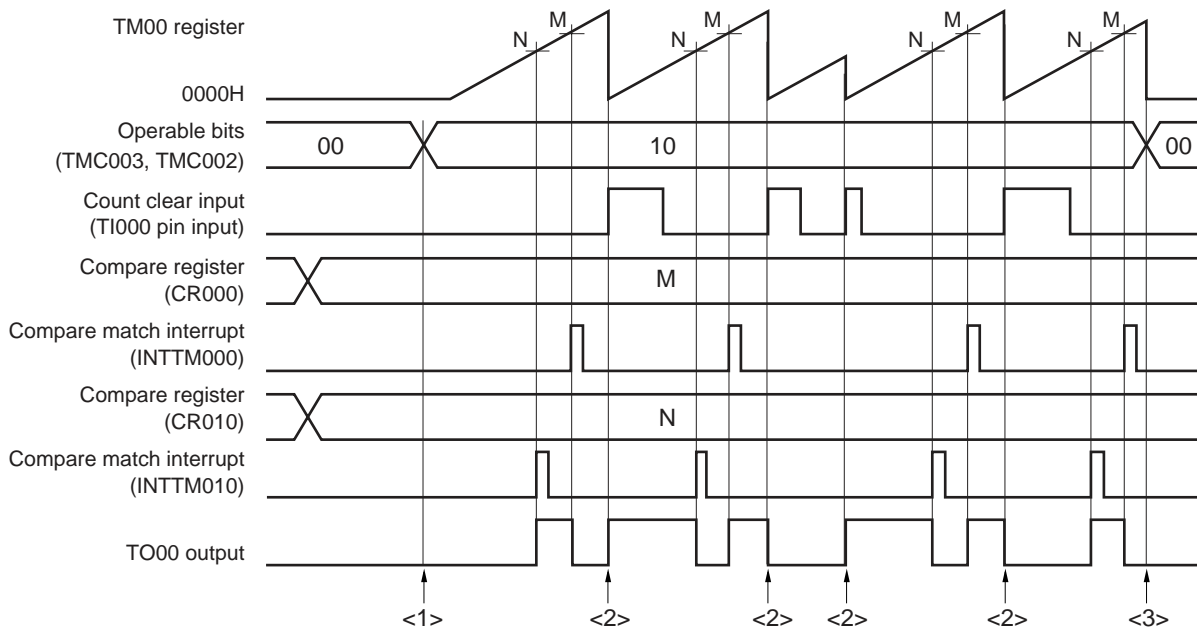 M M M M
TM00 register N N N N
0000H
Operable bits
(TMC003, TMC002) 00 10 00
Count clear input
(TI000 pin input)
Compare register
(CR000) M
Compare match interrupt
(INTTM000)
Compare register
(CR010) N
Compare match interrupt
(INTTM010)
TO00 output
<1> <2> <2> <2> <2> <3>